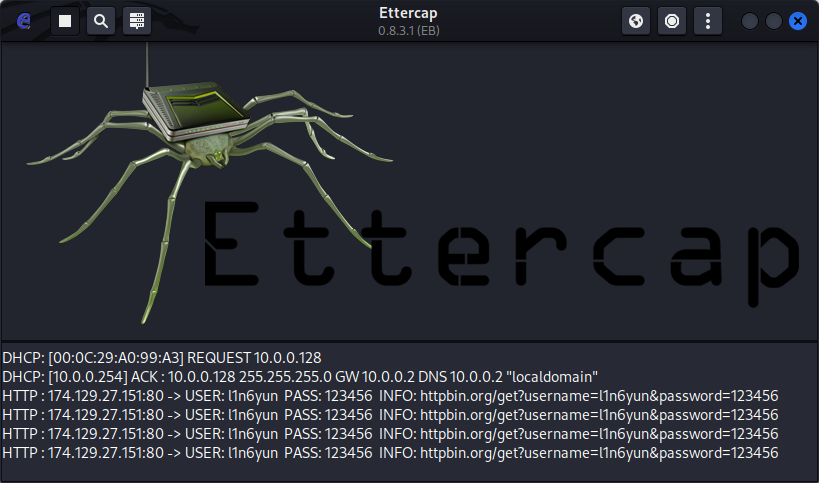 Ettercap
0.8.3.1 (EB)
Ettercap
DHCP: [00:0C:29:A0:99:A3] REQUEST 10.0.0.128
DHCP: [10.0.0.254] ACK : 10.0.0.128 255.255.255.0 GW 10.0.0.2 DNS 10.0.0.2 "localdomain"
HTTP : 174.129.27.151:80 -> USER: l1n6yun  PASS: 123456  INFO: httpbin.org/get?username=l1n6yun&password=123456
HTTP : 174.129.27.151:80 -> USER: l1n6yun  PASS: 123456  INFO: httpbin.org/get?username=l1n6yun&password=123456
HTTP : 174.129.27.151:80 -> USER: l1n6yun  PASS: 123456  INFO: httpbin.org/get?username=l1n6yun&password=123456
HTTP : 174.129.27.151:80 -> USER: l1n6yun  PASS: 123456  INFO: httpbin.org/get?username=l1n6yun&password=123456